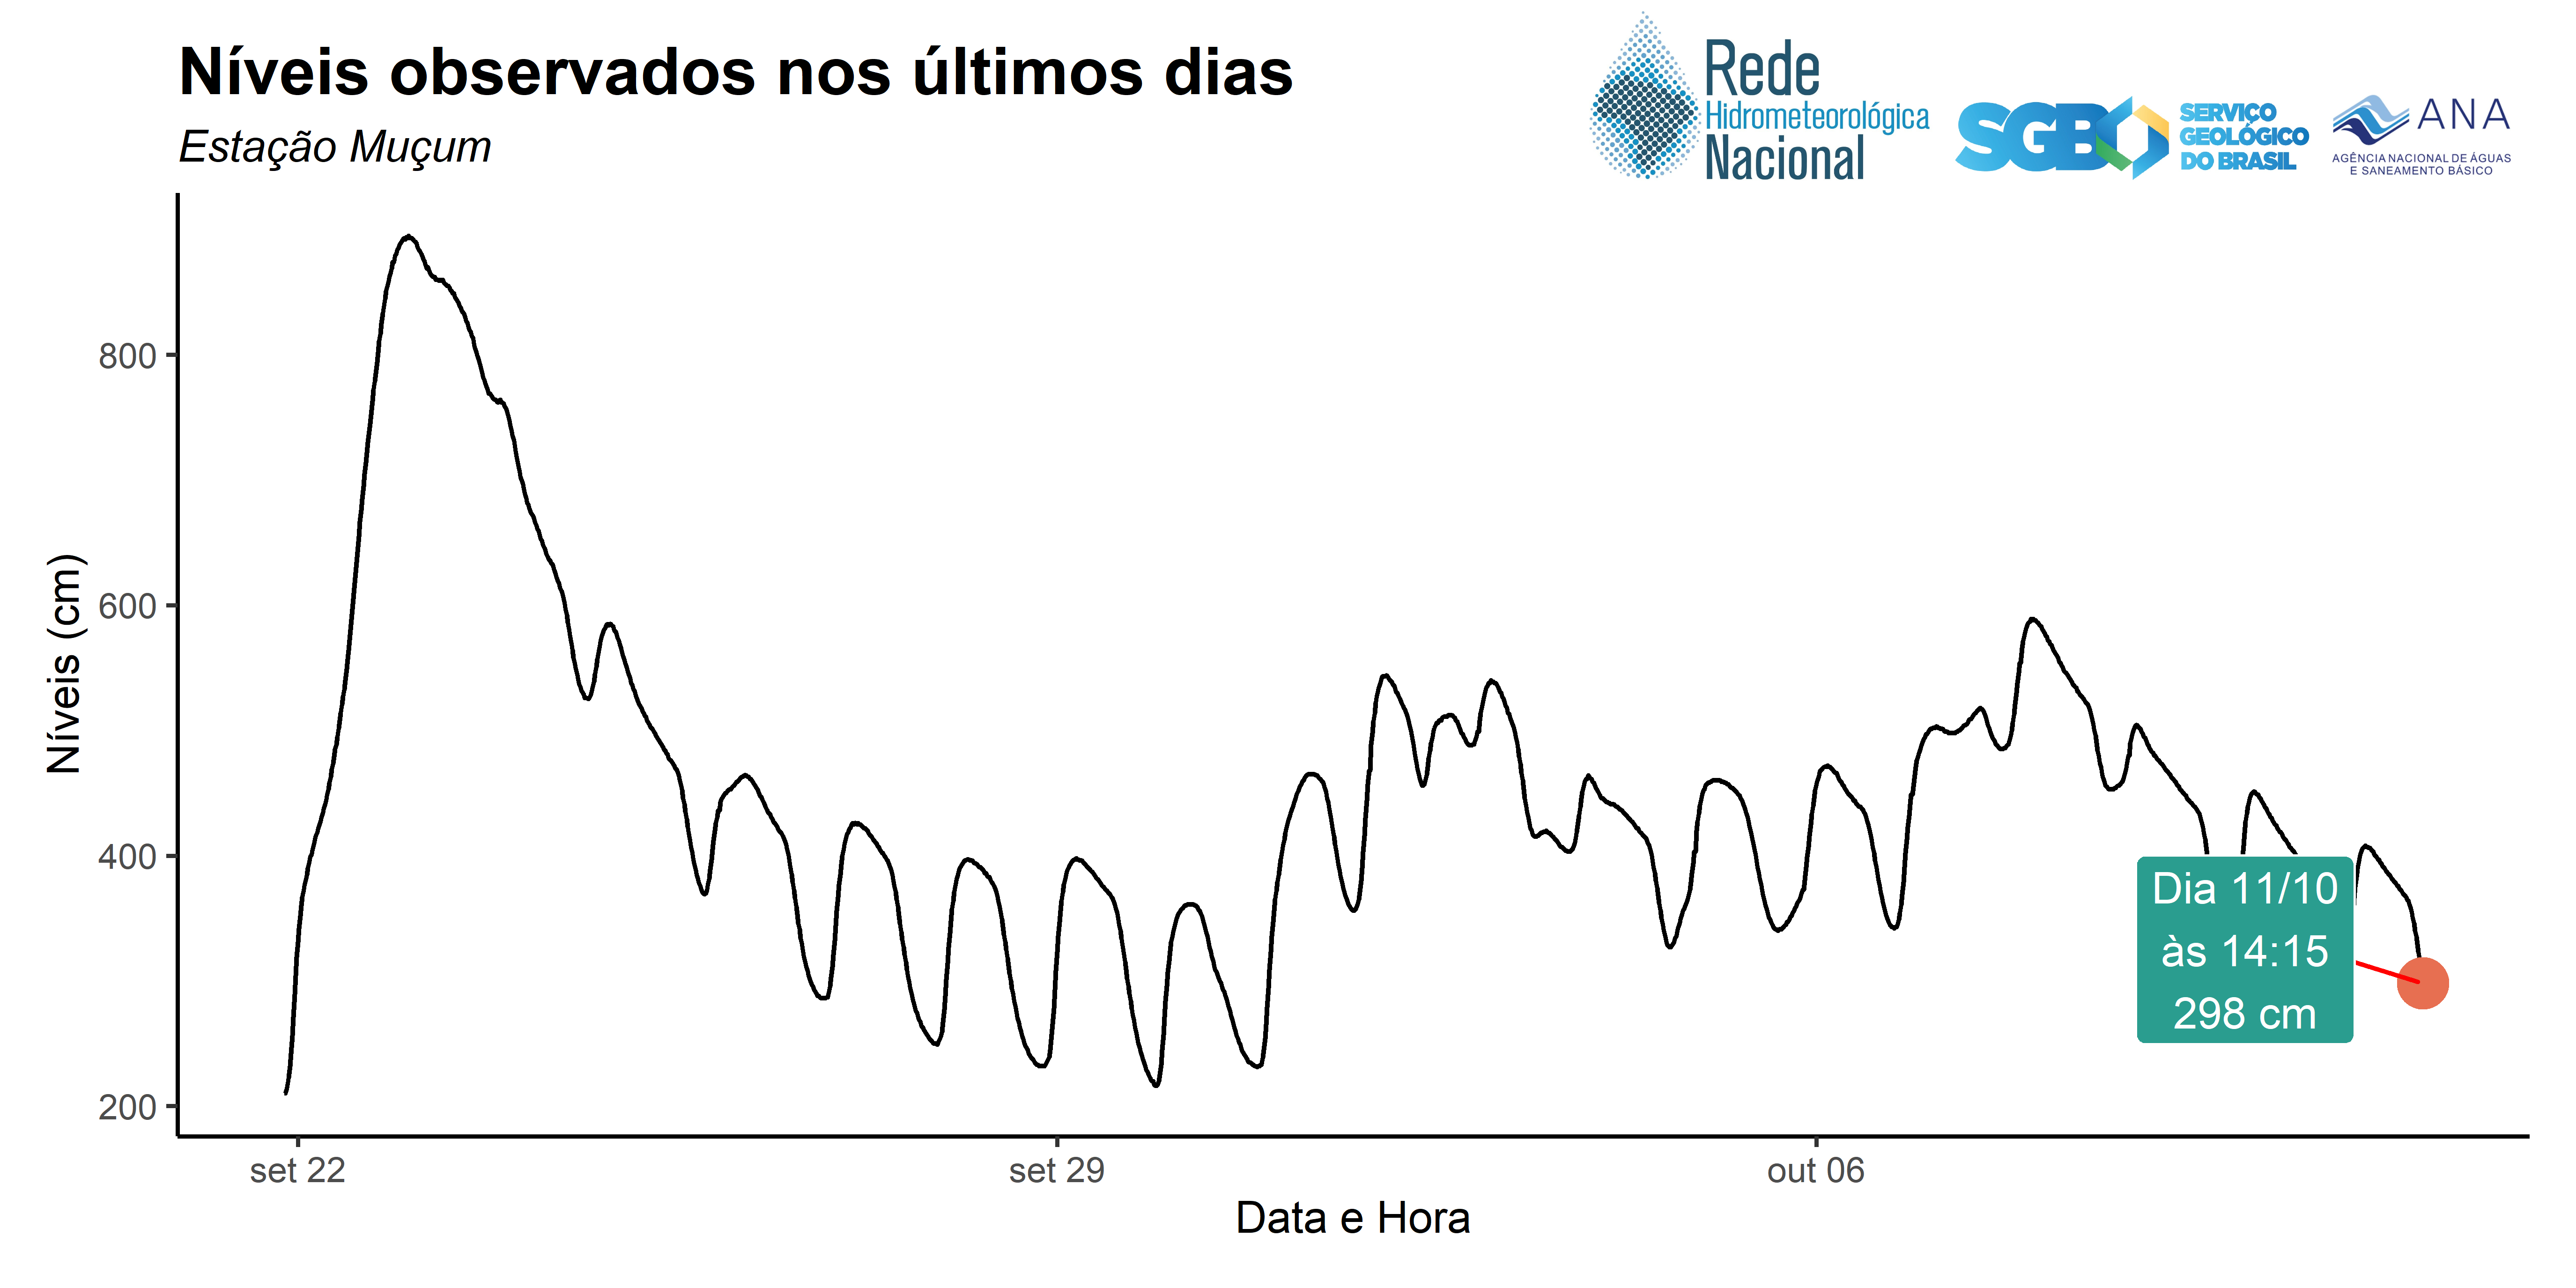 Níveis observados nos últimos dias
Estação Muçum
Rede
Hidrometeorológica
Nacional
SGB
SERVIÇO
GEOLÓGICO
DO BRASIL
ANA
AGÊNCIA NACIONAL DE ÁGUAS
E SANEAMENTO BÁSICO
Níveis (cm)
800
600
400
200
Dia 11/10
às 14:15
298 cm
set 22
set 29
out 06
Data e Hora